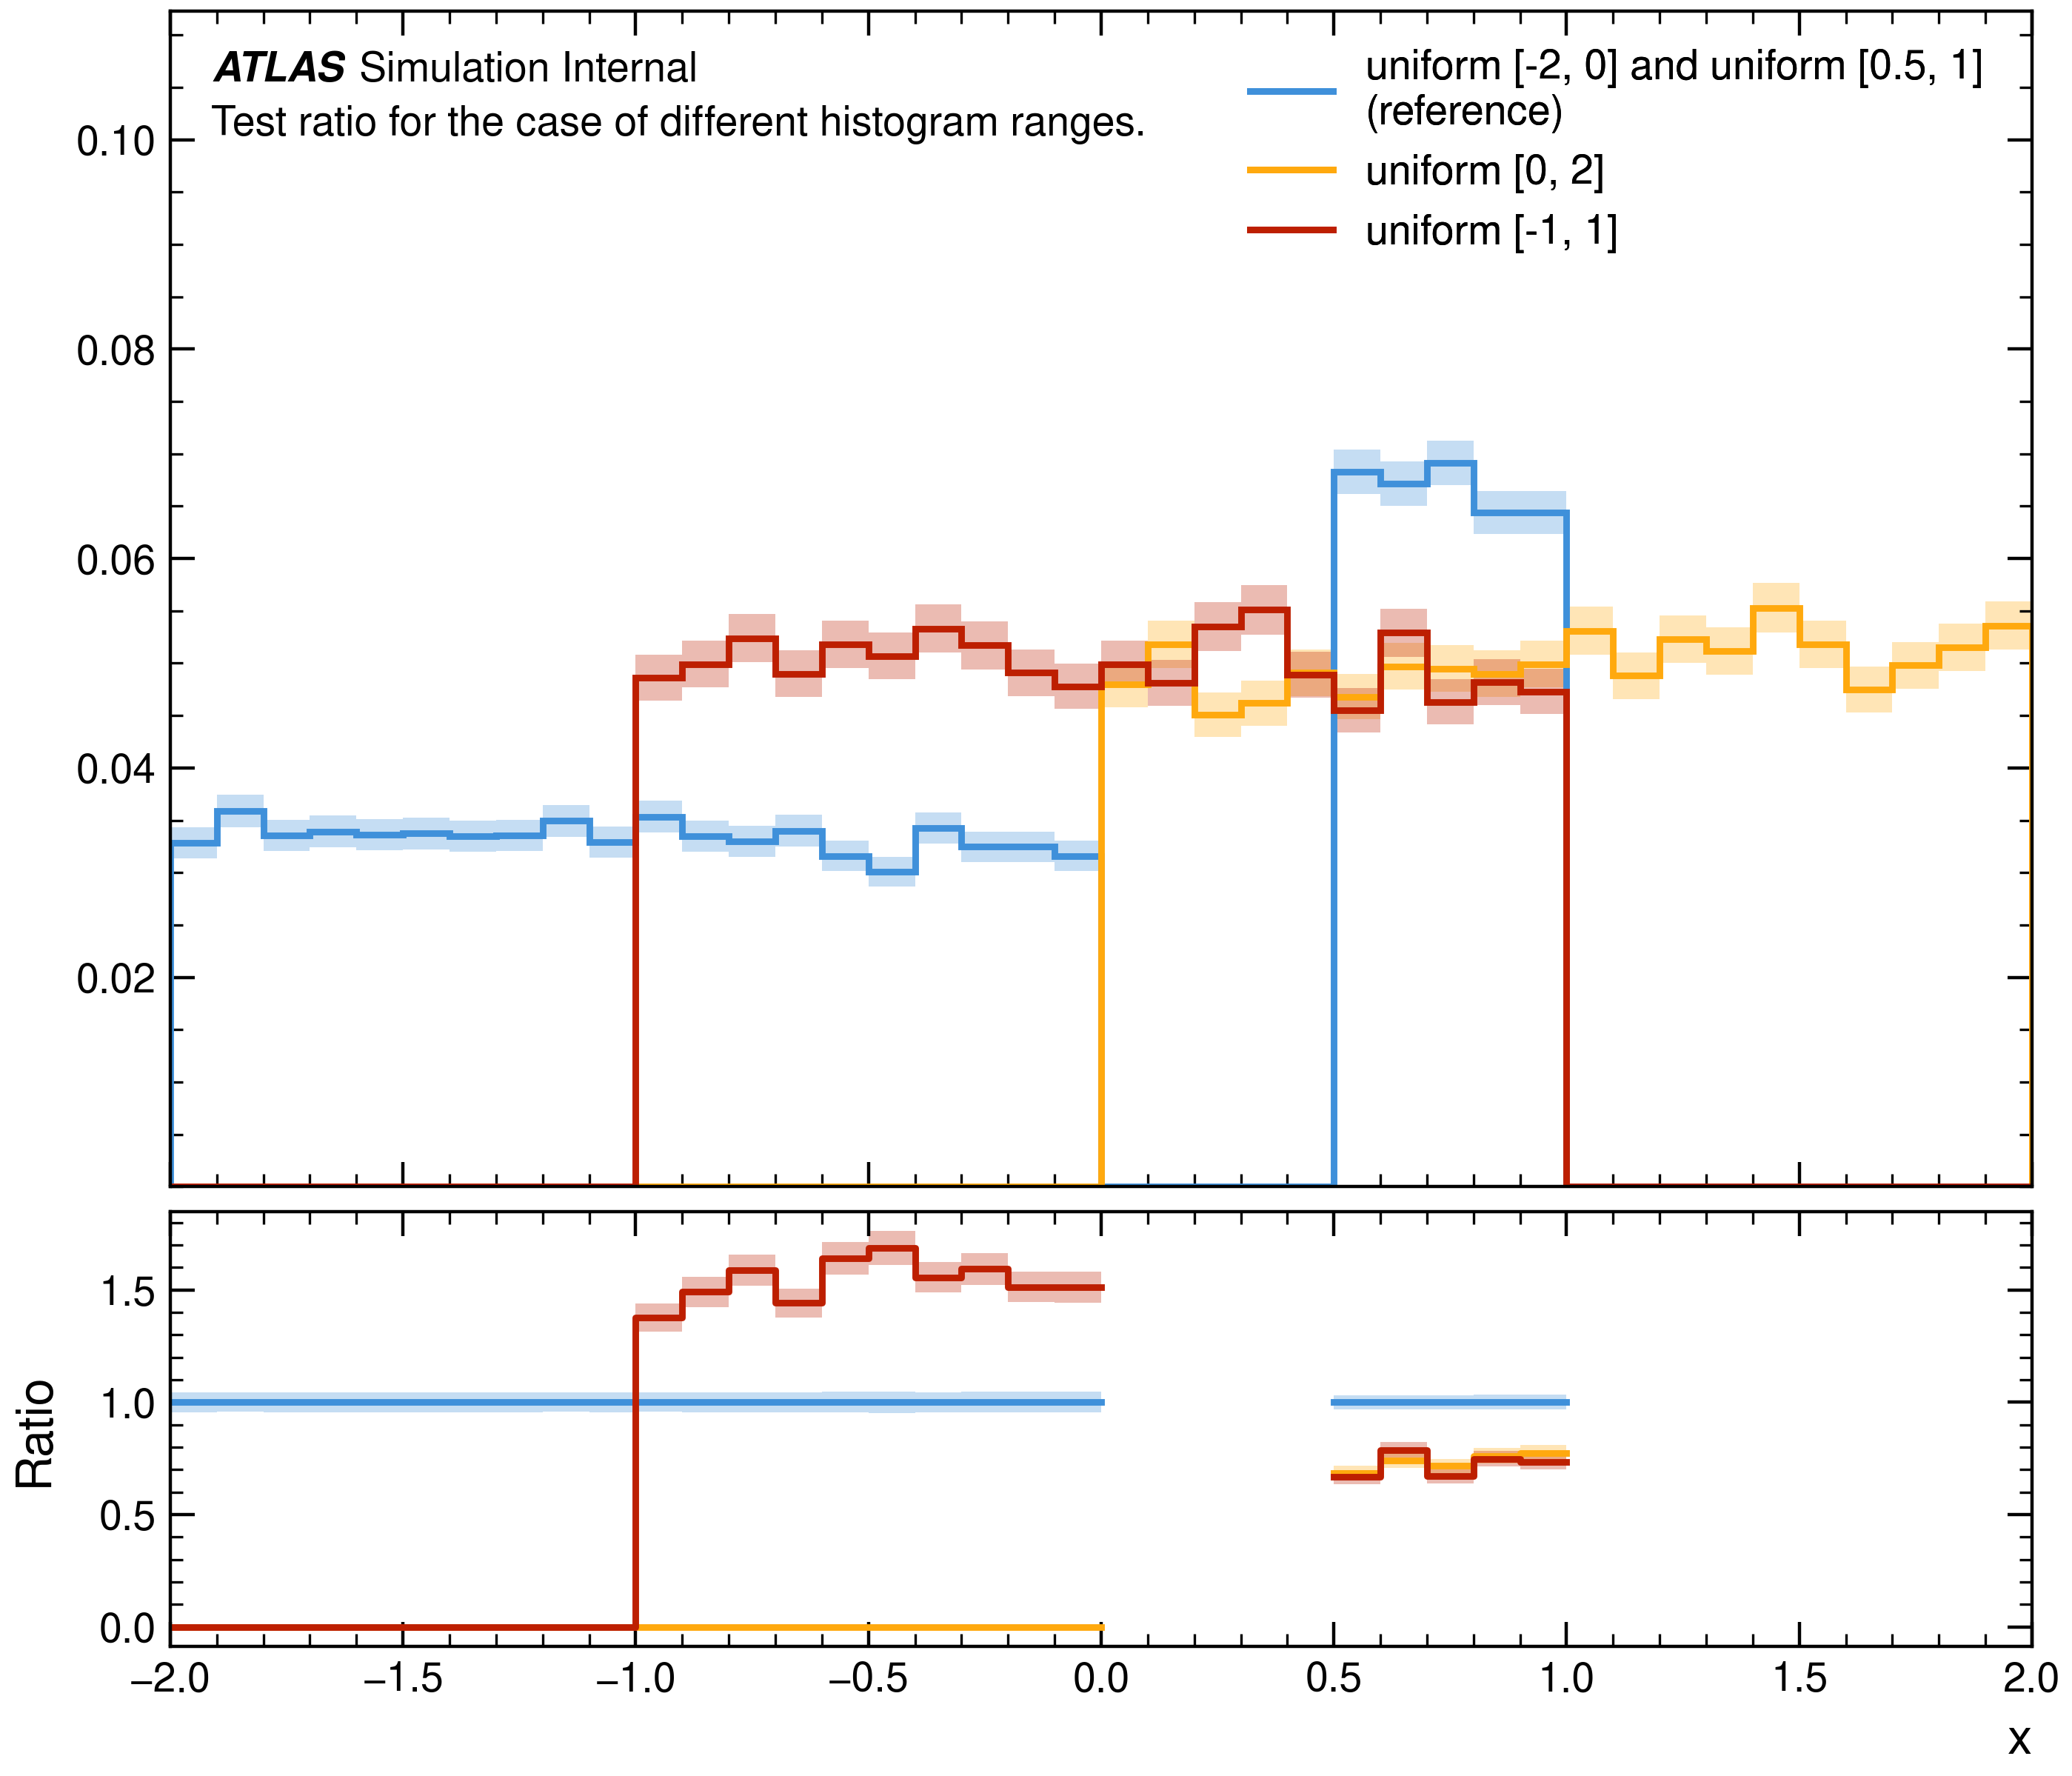 ATLAS Simulation Internal
Test ratio for the case of different histogram ranges.
uniform [-2, 0] and uniform [0.5, 1]
(reference)
uniform [0, 2]
uniform [-1, 1]
0.10
0.08
0.06
0.04
0.02
Ratio
1.5
1.0
0.5
0.0
−2.0 −1.5 −1.0 −0.5 0.0 0.5 1.0 1.5 2.0
x